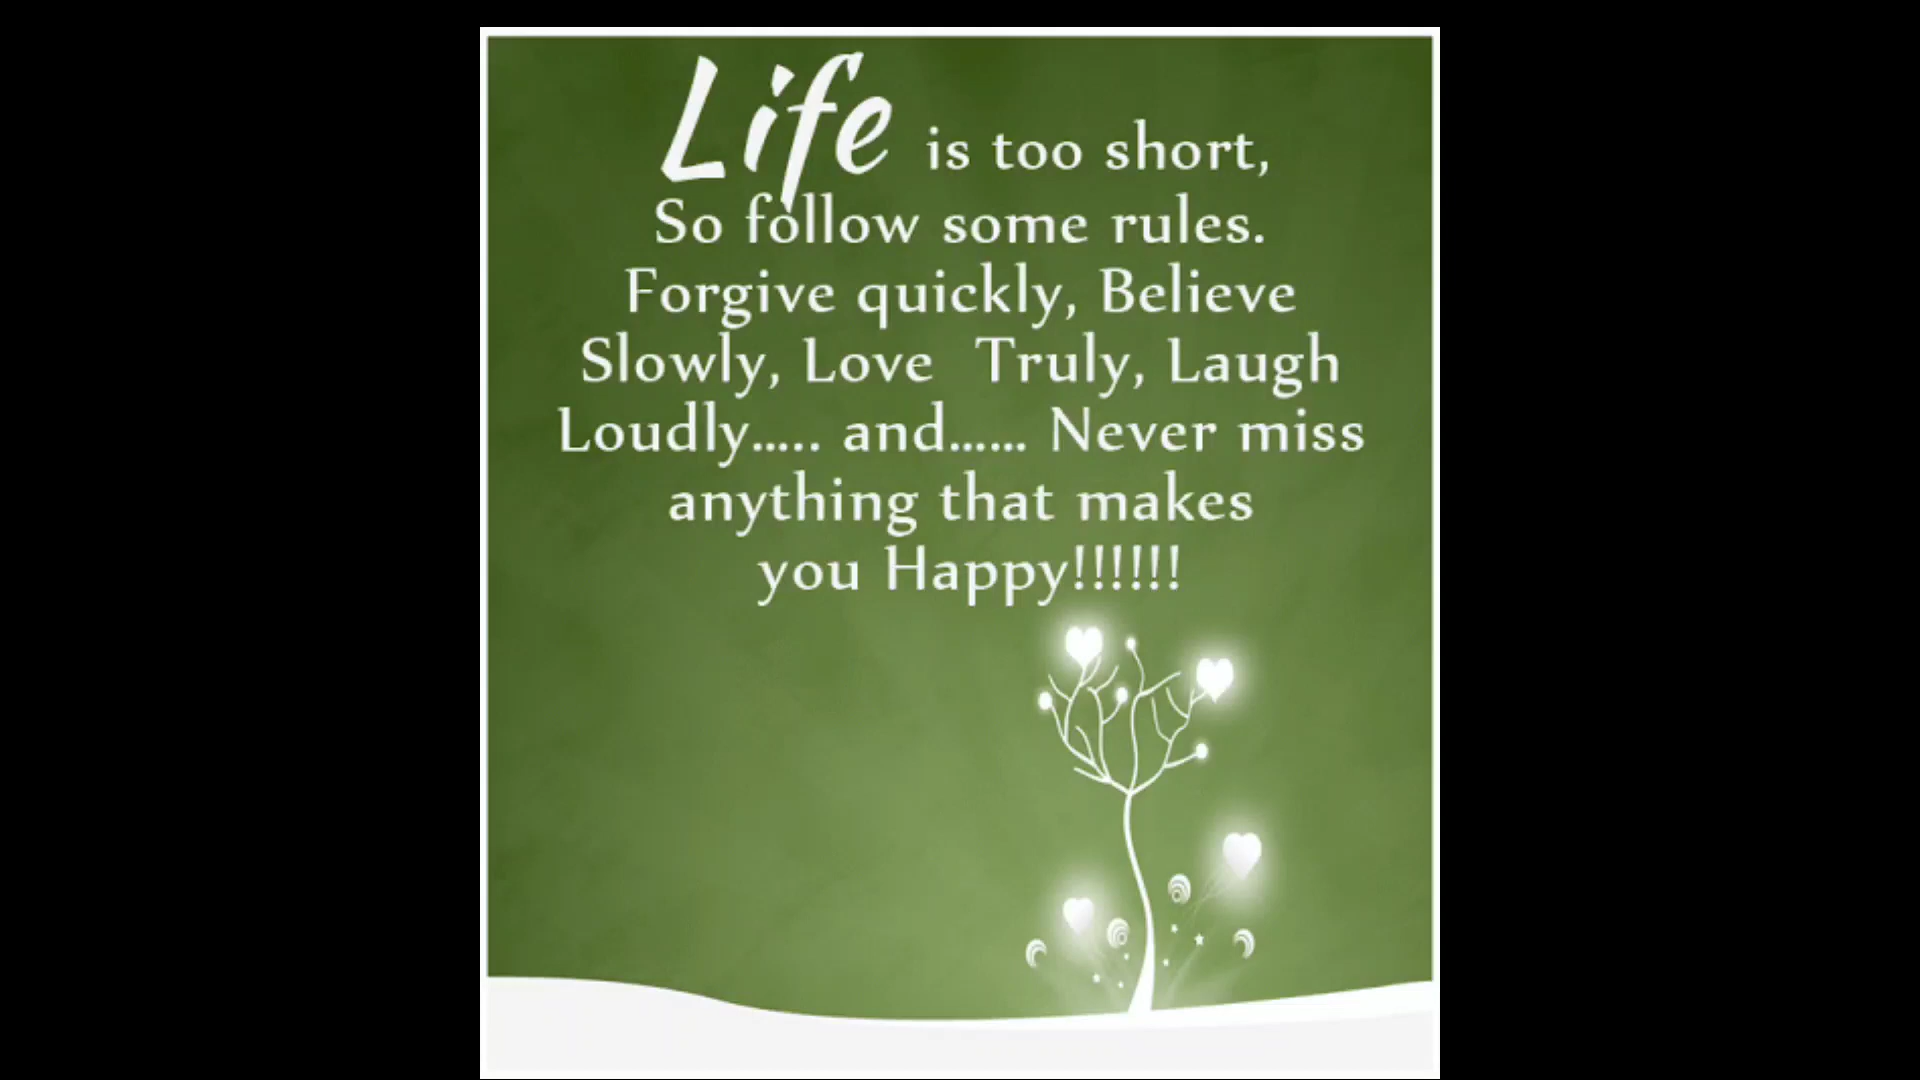 Life is too short,
So follow some rules.
Forgive quickly, Believe
Slowly, Love  Truly, Laugh
Loudly….. and…… Never miss
anything that makes
you Happy!!!!!!